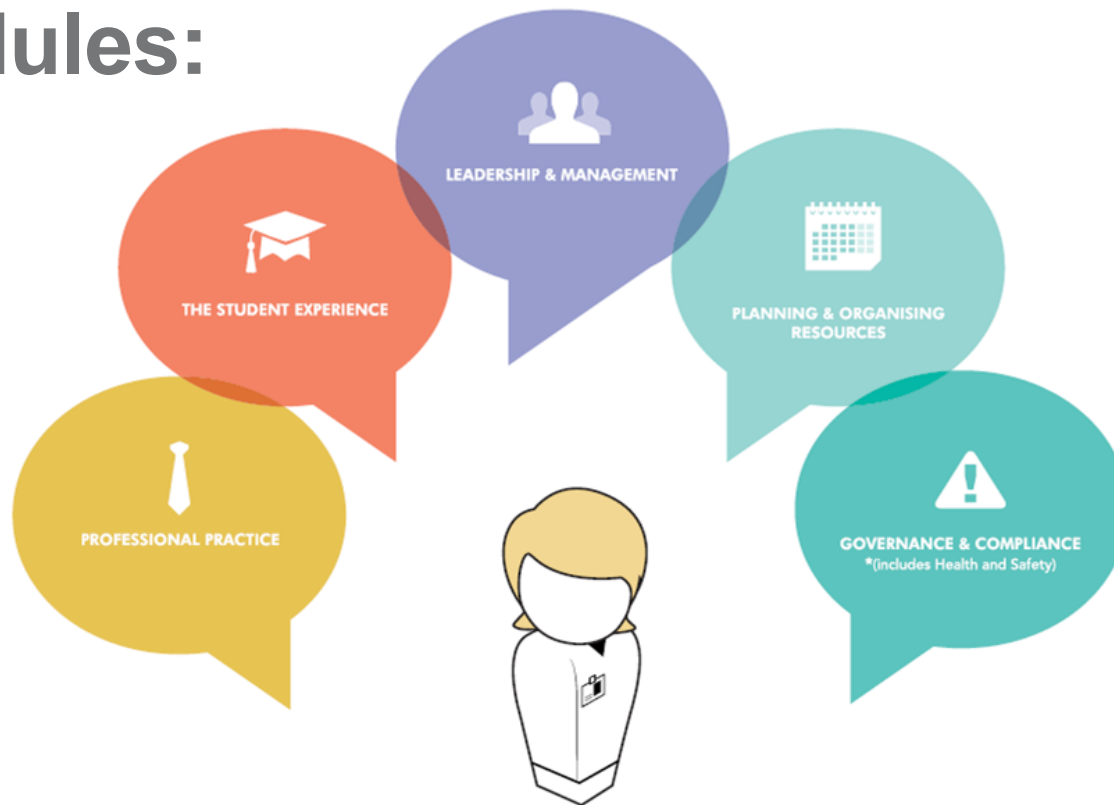 dules:
LEADERSHIP & MANAGEMENT
THE STUDENT EXPERIENCE
PLANNING & ORGANISING
RESOURCES
PROFESSIONAL PRACTICE
GOVERNANCE & COMPLIANCE
*(includes Health and Safety)